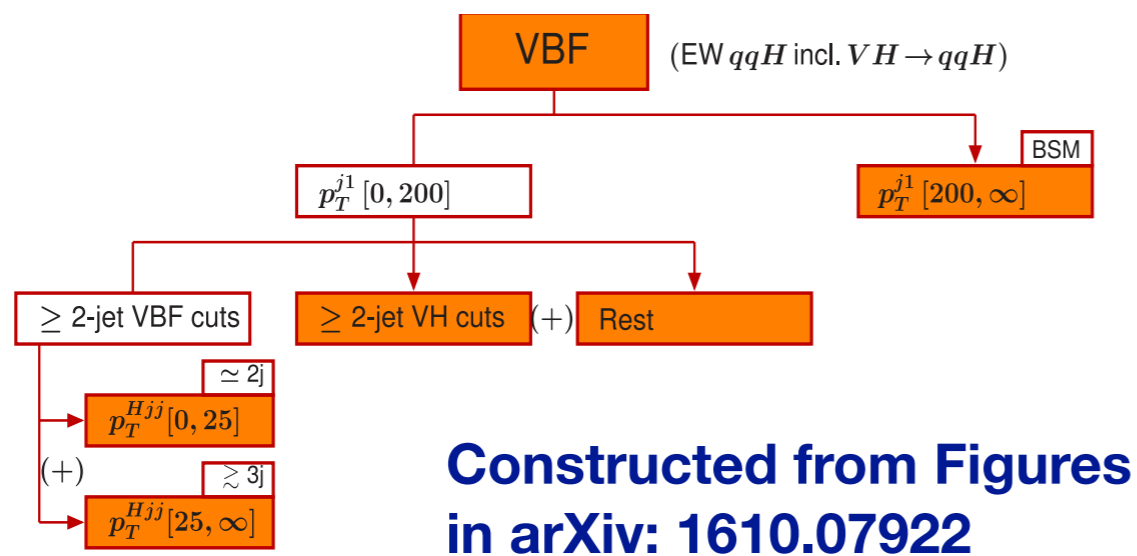 VBF
(EW qqH incl. VH → qqH)
BSM
p_T^{j1} [0, 200]
p_T^{j1} [200, ∞]
≥ 2-jet VBF cuts
≥ 2-jet VH cuts
(+)
Rest
≃ 2j
p_T^{Hjj} [0, 25]
(+)
≳ 3j
p_T^{Hjj} [25, ∞]
Constructed from Figures
in arXiv: 1610.07922